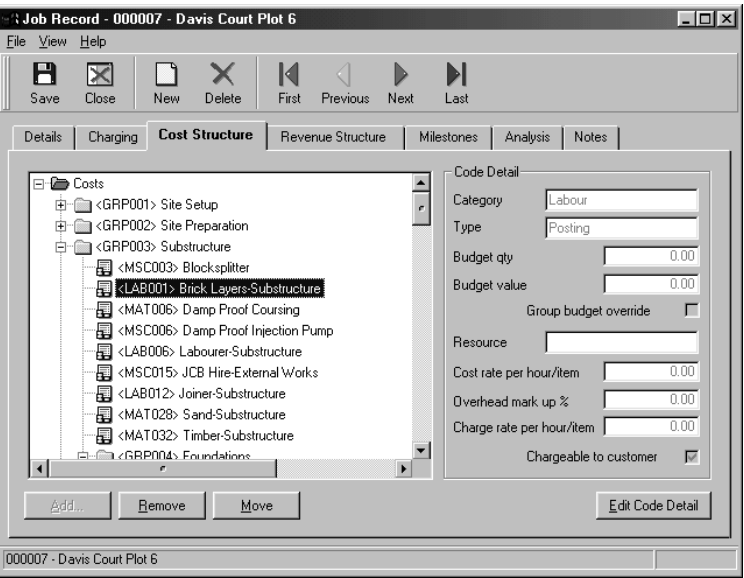 Job Record - 000007 - Davis Court Plot 6
File View Help
Save Close New Delete First Previous Next Last
Details Charging Cost Structure Revenue Structure Milestones Analysis Notes
Costs
<GRP001> Site Setup
<GRP002> Site Preparation
<GRP003> Substructure
<MSC003> Blocksplitter
<LAB001> Brick Layers-Substructure
<MAT006> Damp Proof Coursing
<MSC006> Damp Proof Injection Pump
<LAB006> Labourer-Substructure
<MSC015> JCB Hire-External Works
<LAB012> Joiner-Substructure
<MAT028> Sand-Substructure
<MAT032> Timber-Substructure
<GRP004> Foundations
Code Detail
Category Labour
Type Posting
Budget qty 0.00
Budget value 0.00
Group budget override
Resource
Cost rate per hour/item 0.00
Overhead mark up % 0.00
Charge rate per hour/item 0.00
Chargeable to customer
Add... Remove Move Edit Code Detail
000007 - Davis Court Plot 6